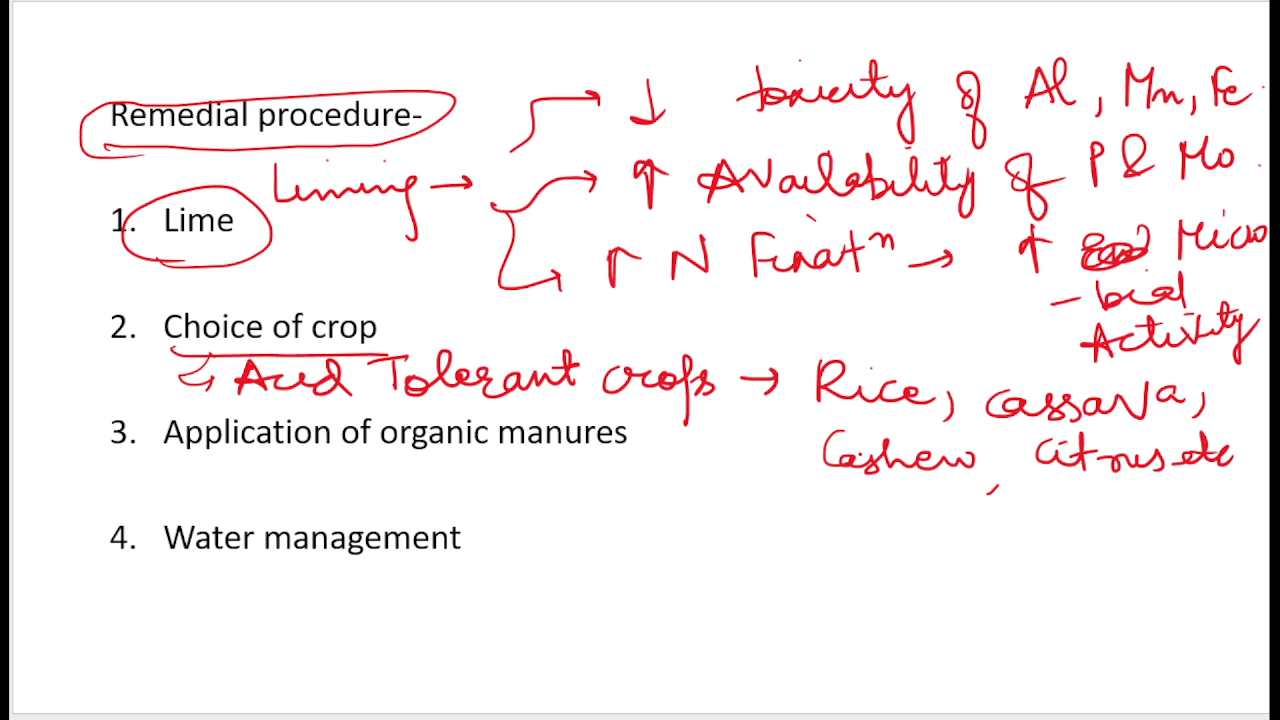 Remedial procedure-
↓ toxicity of Al, Mn, Fe.
Liming → ↑ Availability of P & Mo.
1. Lime
↑ N Fixatⁿ → ↑ Micro
-bial
Activity
2. Choice of crop
↳ Acid Tolerant crops → Rice, Cassava,
Cashew, Citrus etc
3. Application of organic manures
4. Water management